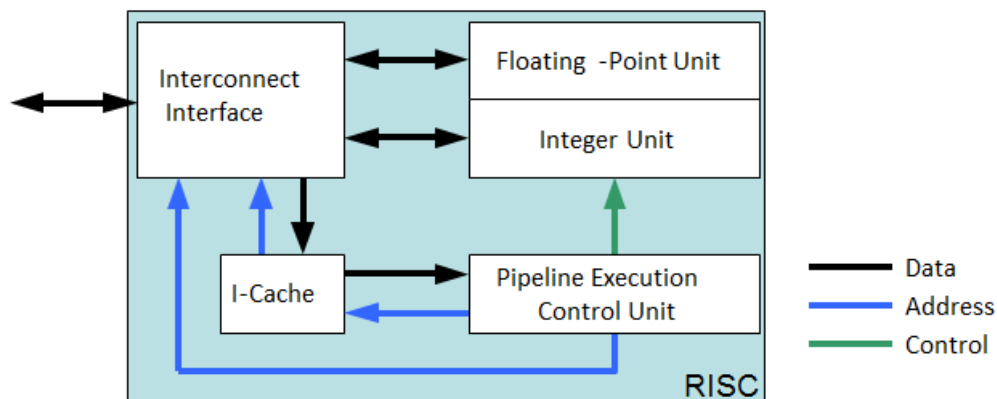 Interconnect
Interface
Floating -Point Unit
Integer Unit
I-Cache
Pipeline Execution
Control Unit
Data
Address
Control
RISC